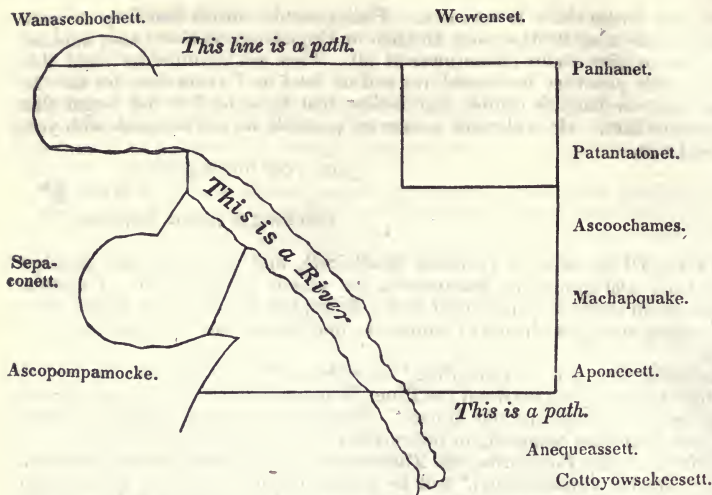 Wanascohochett.
Wewenset.
This line is a path.
Panhanet.
Patantatonet.
This is a River
Ascoochames.
Sepa-
conett.
Machapquake.
Ascopompamocke.
Aponecett.
This is a path.
Anequeassett.
Cottoyowsekeesett.